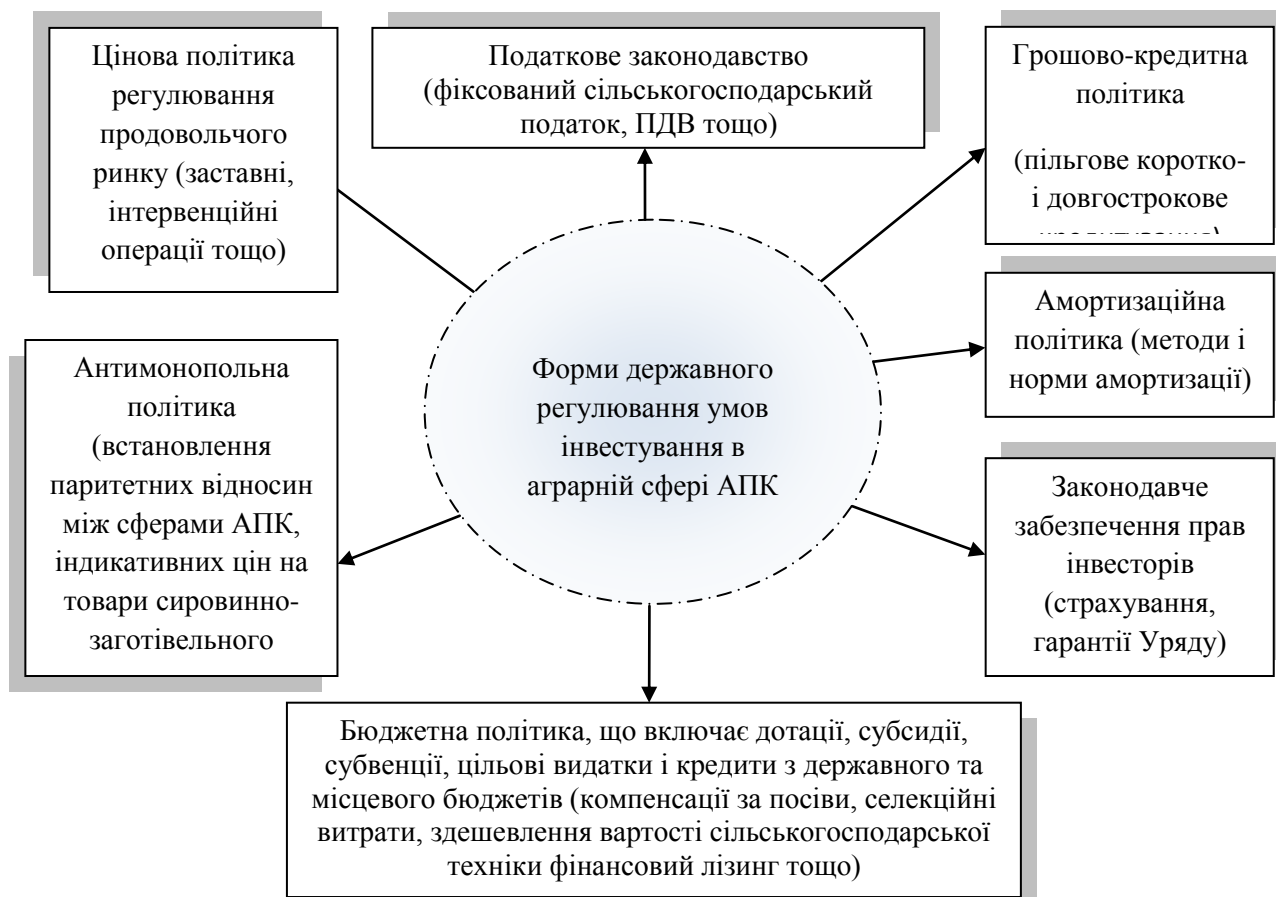 Цінова політика
регулювання
продовольчого
ринку (заставні,
інтервенційні
операції тощо)
Податкове законодавство
(фіксований сільськогосподарський
податок, ПДВ тощо)
Грошово-кредитна
політика
(пільгове коротко-
і довгострокове
кредитування)
Антимонопольна
політика
(встановлення
паритетних відносин
між сферами АПК,
індикативних цін на
товари сировинно-
заготівельного
Форми державного
регулювання умов
інвестування в
аграрній сфері АПК
Амортизаційна
політика (методи і
норми амортизації)
Законодавче
забезпечення прав
інвесторів
(страхування,
гарантії Уряду)
Бюджетна політика, що включає дотації, субсидії,
субвенції, цільові видатки і кредити з державного та
місцевого бюджетів (компенсації за посіви, селекційні
витрати, здешевлення вартості сільськогосподарської
техніки фінансовий лізинг тощо)